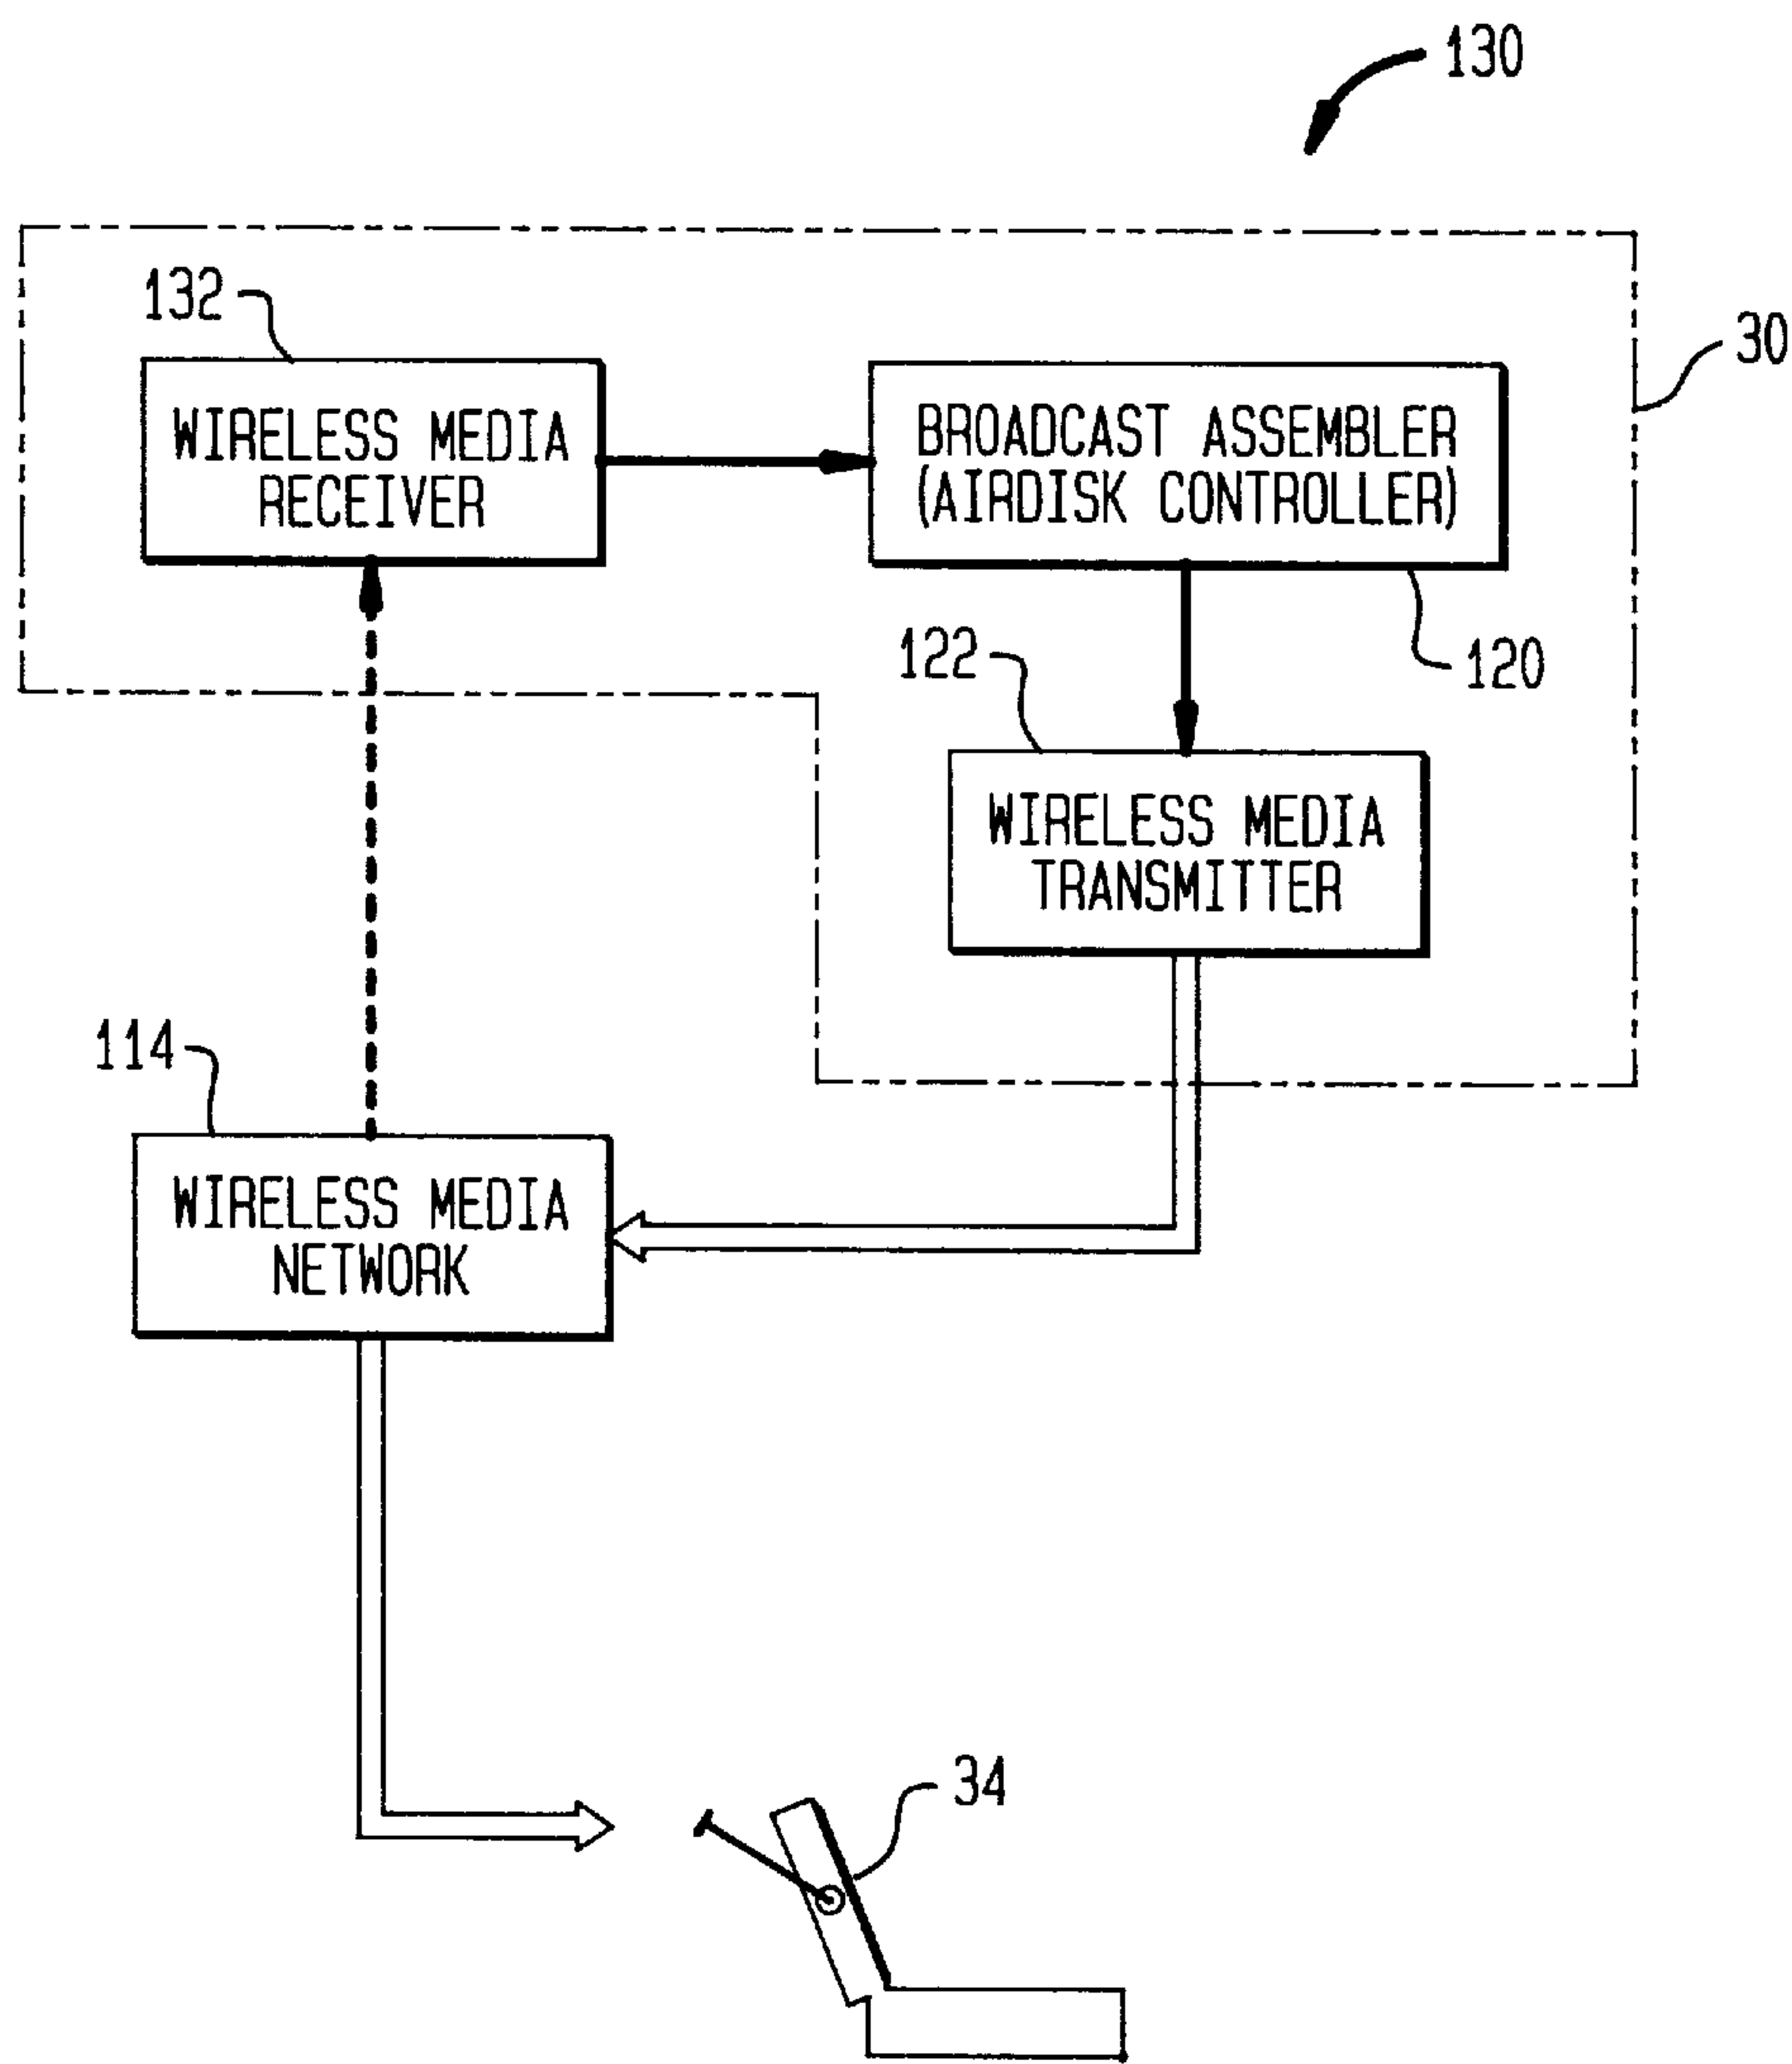 130
132
30
WIRELESS MEDIA
RECEIVER
BROADCAST ASSEMBLER
(AIRDISK CONTROLLER)
122
120
WIRELESS MEDIA
TRANSMITTER
114
WIRELESS MEDIA
NETWORK
34